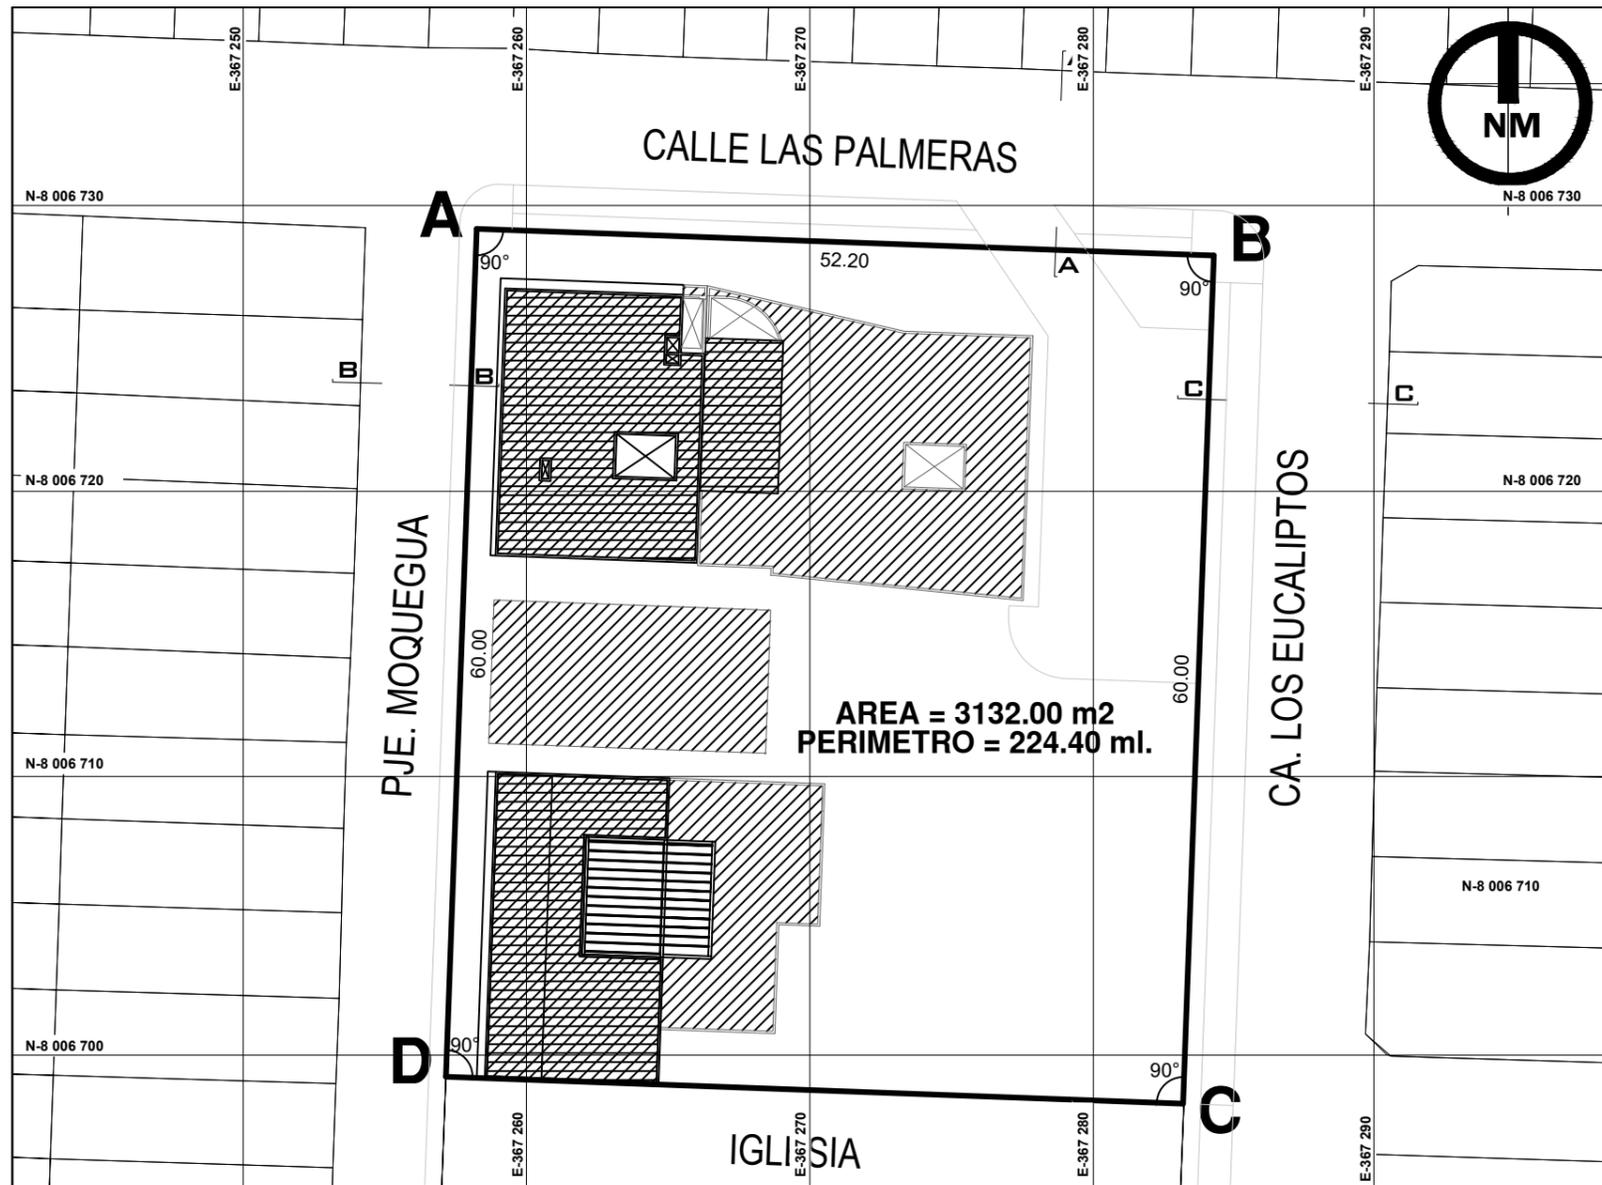 E-367 250
E-367 260
E-367 270
E-367 280
E-367 290
NM
CALLE LAS PALMERAS
N-8 006 730
N-8 006 730
A
B
90°
52.20
A
90°
B
B
C
C
N-8 006 720
N-8 006 720
PJE. MOQUEGUA
60.00
60.00
CA. LOS EUCALIPTOS
AREA = 3132.00 m2
PERIMETRO = 224.40 ml.
N-8 006 710
N-8 006 710
N-8 006 700
D
90°
90°
C
IGLESIA
E-367 260
E-367 270
E-367 280
E-367 290